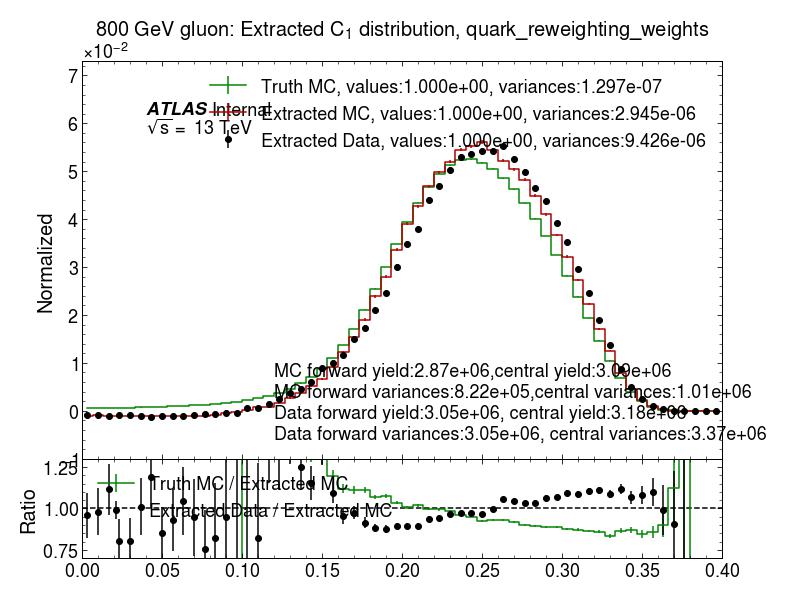 800 GeV gluon: Extracted C₁ distribution, quark_reweighting_weights
×10⁻²
Truth MC, values:1.000e+00, variances:1.297e-07
ATLAS Internal
Extracted MC, values:1.000e+00, variances:2.945e-06
√s = 13 TeV
Extracted Data, values:1.000e+00, variances:9.426e-06
7
6
5
4
3
2
1
0
1
Normalized
MC forward yield:2.87e+06,central yield:3.09e+06
MC forward variances:8.22e+05,central variances:1.01e+06
Data forward yield:3.05e+06, central yield:3.18e+06
Data forward variances:3.05e+06, central variances:3.37e+06
Truth MC / Extracted MC
Extracted Data / Extracted MC
1.25
1.00
0.75
Ratio
0.00 0.05 0.10 0.15 0.20 0.25 0.30 0.35 0.40